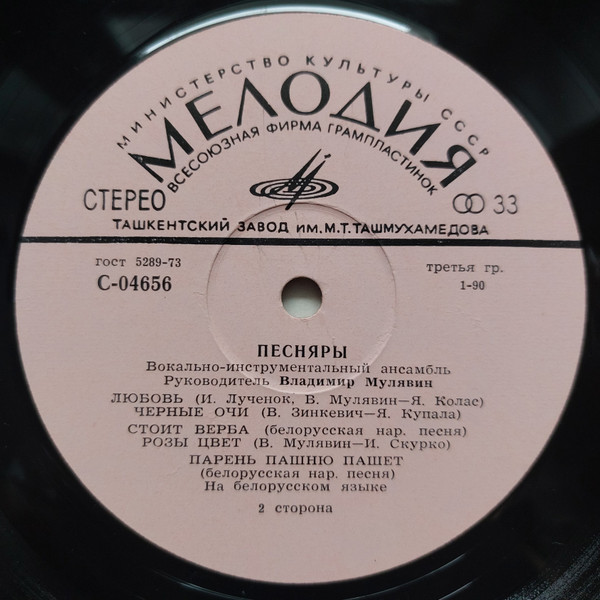 МИНИСТЕРСТВО КУЛЬТУРЫ СССР
МЕЛОДИЯ
ВСЕСОЮЗНАЯ ФИРМА ГРАМПЛАСТИНОК
СТЕРЕО
33
ТАШКЕНТСКИЙ ЗАВОД ИМ. М.Т. ТАШМУХАМЕДОВА
гост 5289-73
третья гр.
С-04656
1-90
ПЕСНЯРЫ
Вокально-инструментальный ансамбль
Руководитель Владимир Мулявин
ЛЮБОВЬ (И. Лученок, В. Мулявин—Я. Колас)
ЧЕРНЫЕ ОЧИ (В. Зинкевич—Я. Купала)
СТОИТ ВЕРБА (белорусская нар. песня)
РОЗЫ ЦВЕТ (В. Мулявин—И. Скурко)
ПАРЕНЬ ПАШНЮ ПАШЕТ
(белорусская нар. песня)
На белорусском языке
2 сторона